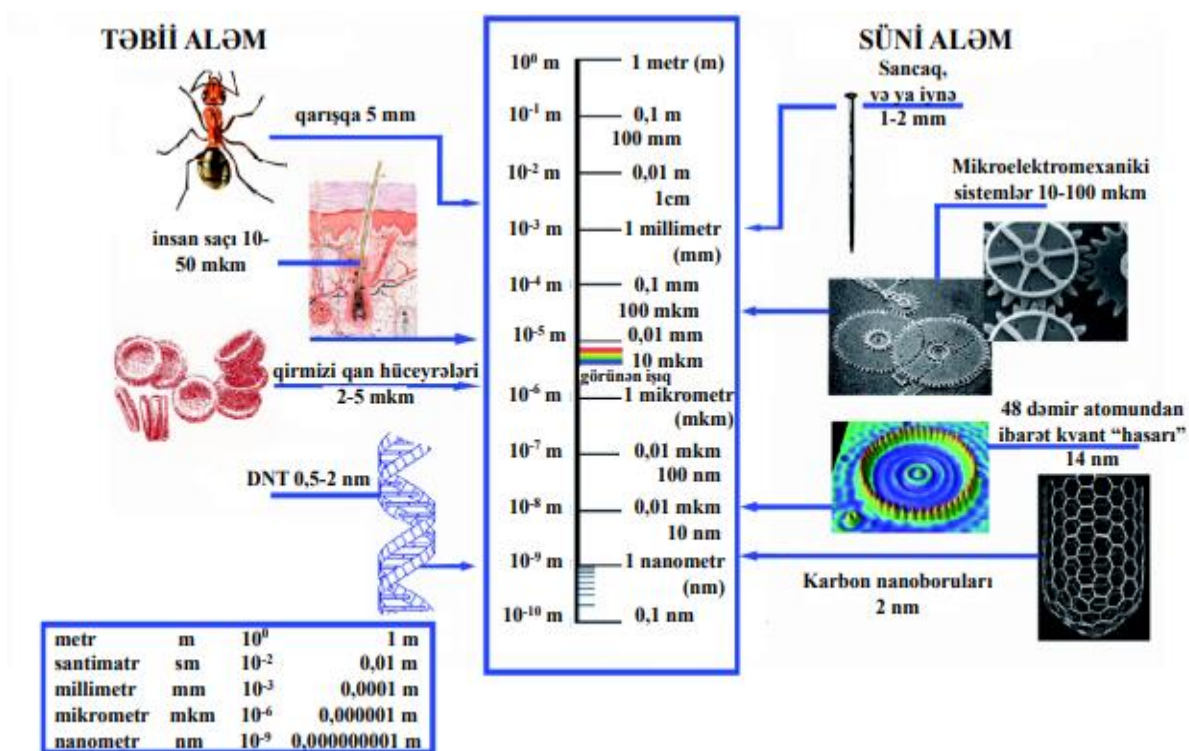 TƏBİİ ALƏM
qarışqa 5 mm
insan saçı 10-
50 mkm
qirmizi qan hüceyrələri
2-5 mkm
DNT 0,5-2 nm
10⁰ m 1 metr (m)
10⁻¹ m 0,1 m
100 mm
10⁻² m 0,01 m
1cm
10⁻³ m 1 millimetr
(mm)
10⁻⁴ m 0,1 mm
100 mkm
10⁻⁵ m 0,01 mm
10 mkm
görünən işıq
10⁻⁶ m 1 mikrometr
(mkm)
10⁻⁷ m 0,01 mkm
100 nm
10⁻⁸ m 0,01 mkm
10 nm
10⁻⁹ m 1 nanometr
(nm)
10⁻¹⁰ m 0,1 nm
SÜNİ ALƏM
Sancaq,
və ya iynə
1-2 mm
Mikroelektromexaniki
sistemlər 10-100 mkm
48 dəmir atomundan
ibarət kvant “hasarı”
14 nm
Karbon nanoboruları
2 nm
metr m 10⁰ 1 m
santimatr sm 10⁻² 0,01 m
millimetr mm 10⁻³ 0,0001 m
mikrometr mkm 10⁻⁶ 0,000001 m
nanometr nm 10⁻⁹ 0,000000001 m